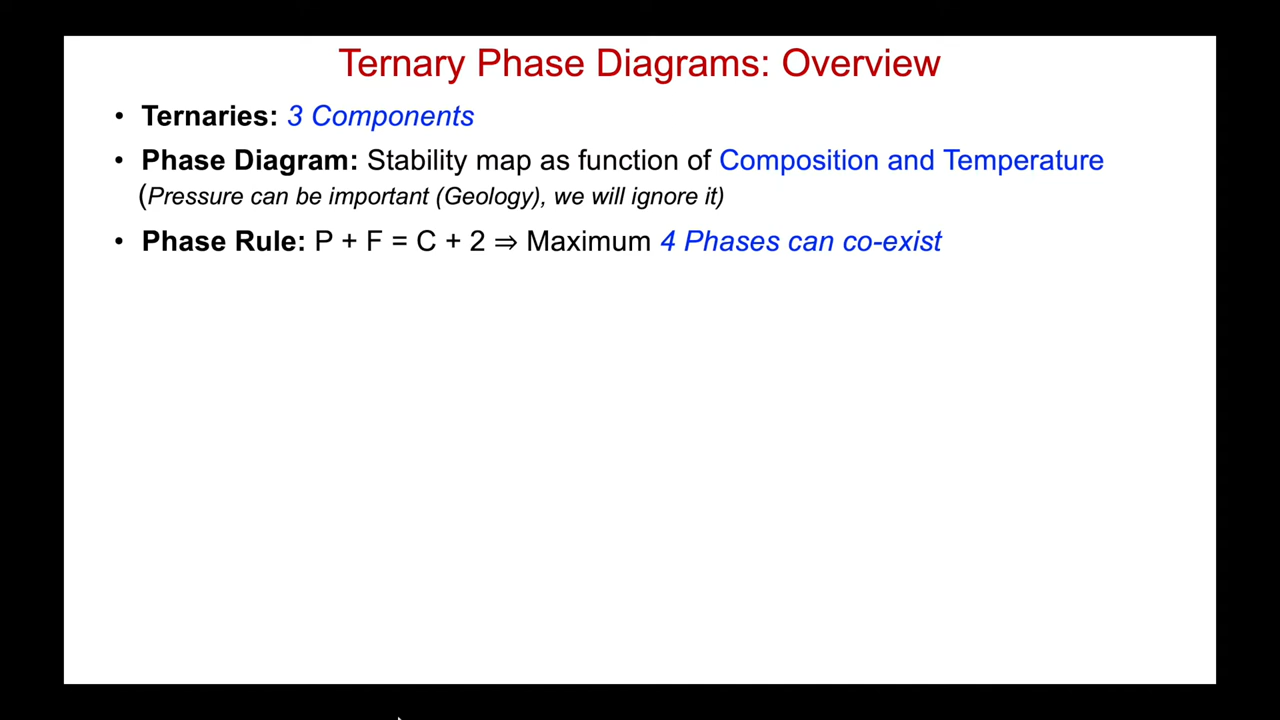 Ternary Phase Diagrams: Overview
• Ternaries: 3 Components
• Phase Diagram: Stability map as function of Composition and Temperature
(Pressure can be important (Geology), we will ignore it)
• Phase Rule: P + F = C + 2 ⇒ Maximum 4 Phases can co-exist